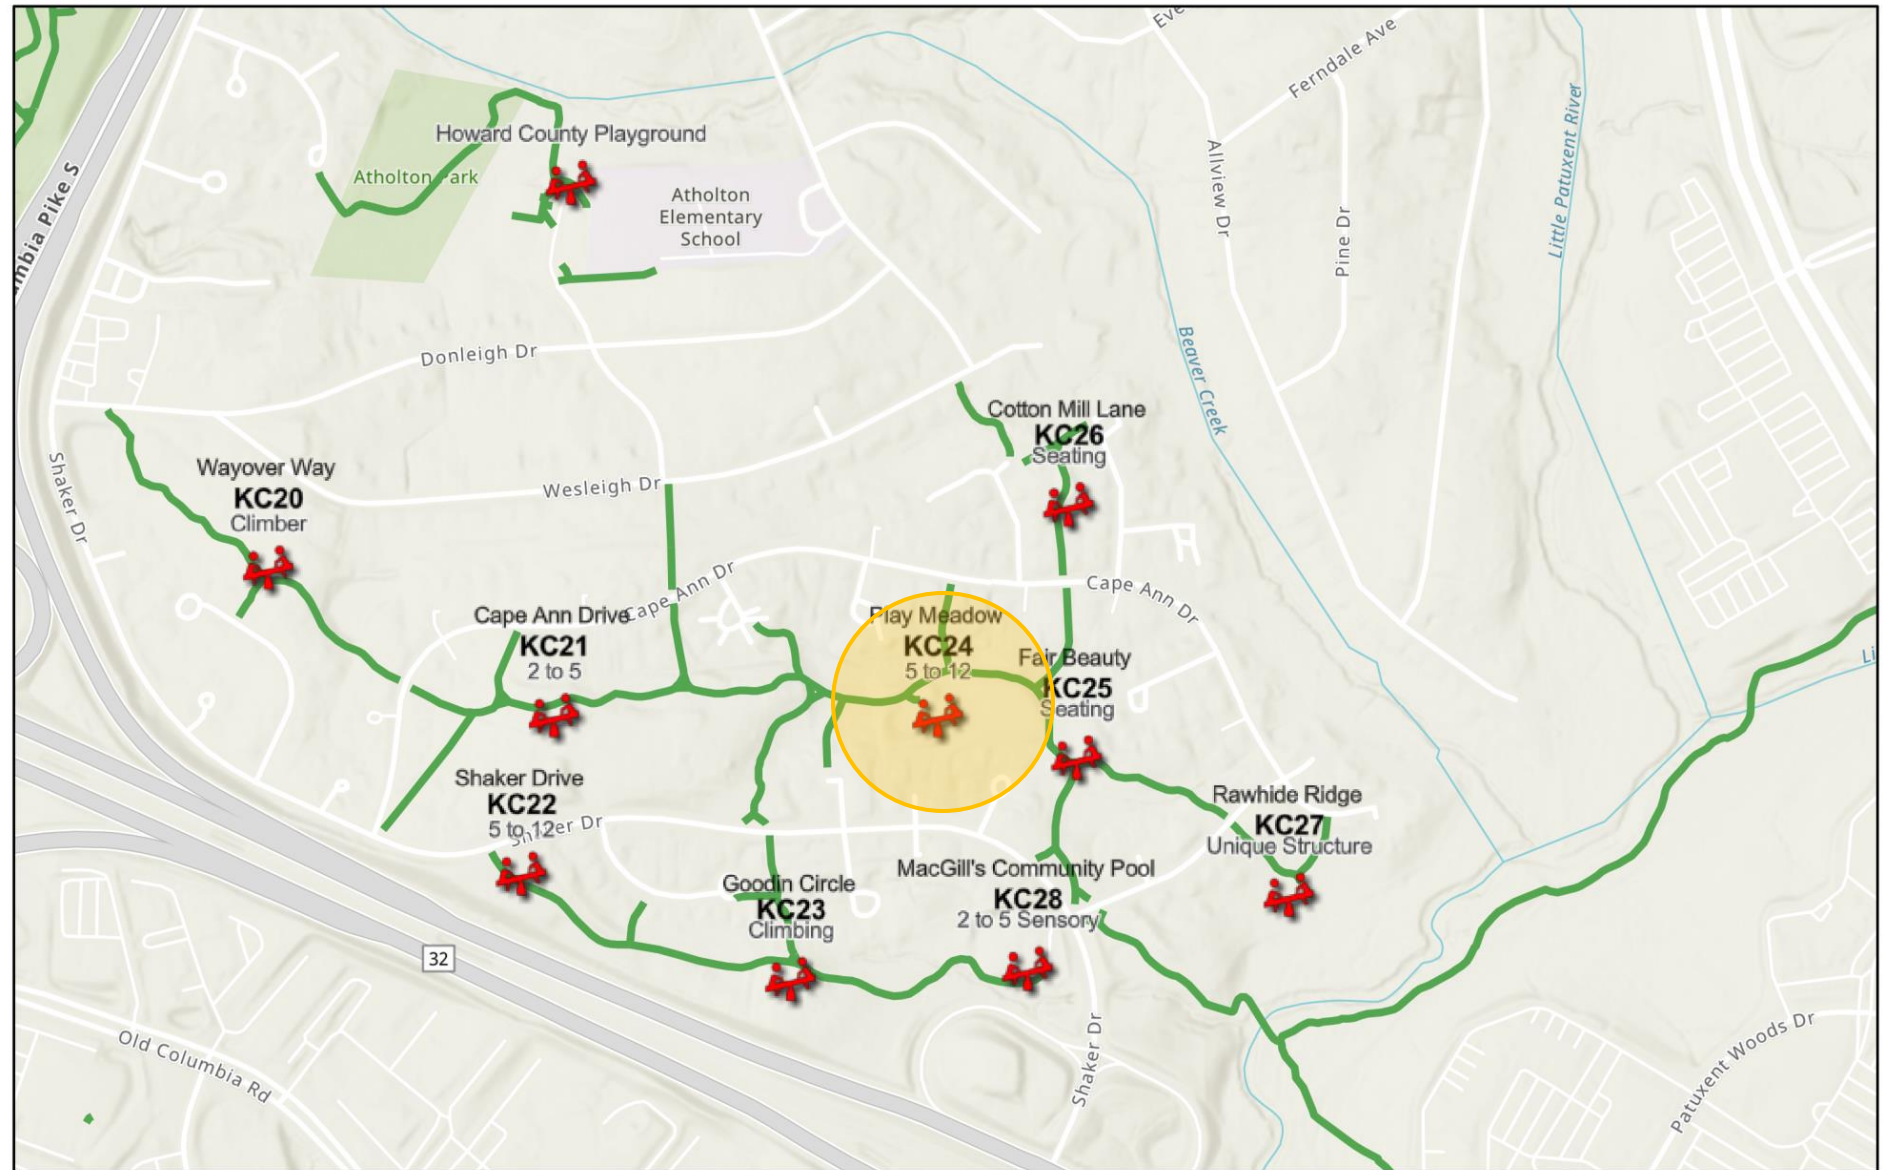 Eve
Ferndale Ave
Little Patuxent River
Howard County Playground
Allview Dr
umbia Pike S
Atholton Park
Atholton
Elementary
School
Pine Dr
Donleigh Dr
Beaver Creek
Cotton Mill Lane
KC26
Seating
Wayover Way
KC20
Climber
Shaker Dr
Wesleigh Dr
Cape Ann Dr
Cape Ann Dr
Cape Ann Drive
KC21
2 to 5
Play Meadow
KC24
5 to 12
Fair Beauty
KC25
Seating
Li
Shaker Drive
KC22
5 to 12
Shaker Dr
Rawhide Ridge
KC27
Unique Structure
Goodin Circle
KC23
Climbing
MacGill's Community Pool
KC28
2 to 5 Sensory
32
Old Columbia Rd
Shaker Dr
Patuxent Woods Dr